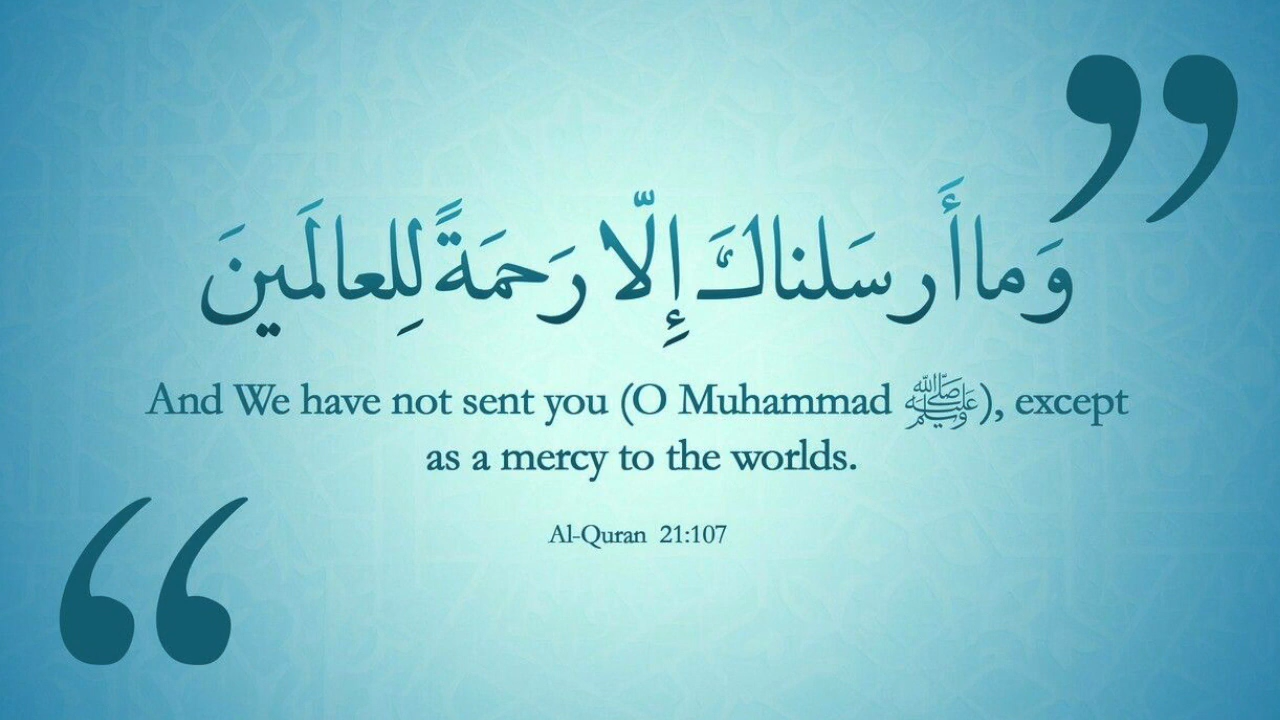 وَماأَرسَلناكَ إِلّا رَحمَةً لِلعالَمينَ
And We have not sent you (O Muhammad ﷺ), except
as a mercy to the worlds.
Al-Quran 21:107